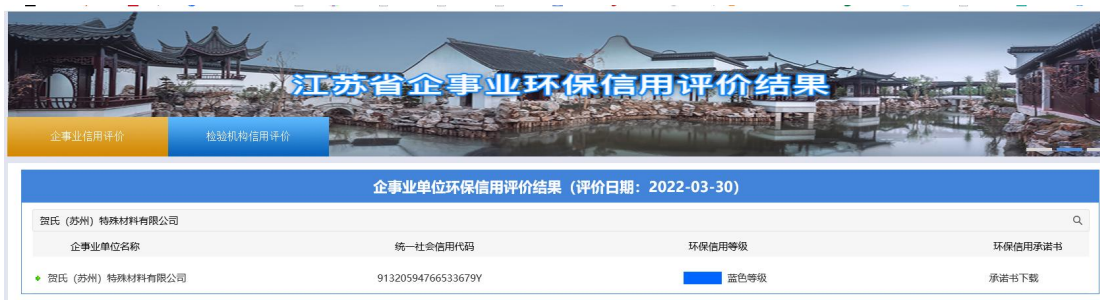 江苏省企事业环保信用评价结果
企事业信用评价 检验机构信用评价
企事业单位环保信用评价结果（评价日期：2022-03-30）
贺氏（苏州）特殊材料有限公司
企事业单位名称 统一社会信用代码 环保信用等级 环保信用承诺书
贺氏（苏州）特殊材料有限公司 91320594766533679Y 蓝色等级 承诺书下载